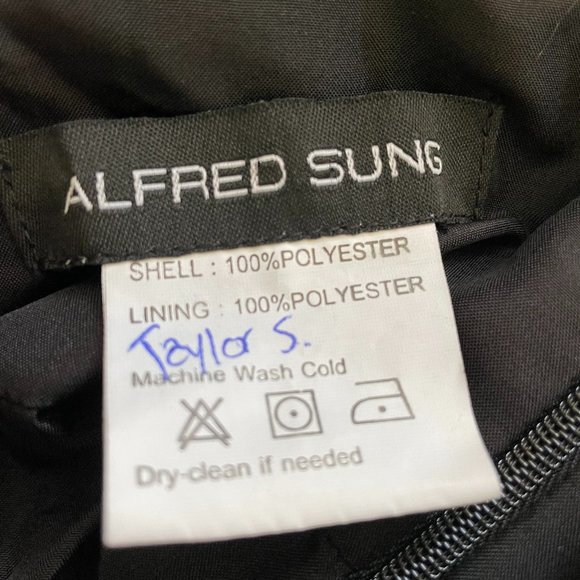 ALFRED SUNG
SHELL : 100%POLYESTER
LINING : 100%POLYESTER
Taylor S.
Machine Wash Cold
Dry-clean if needed